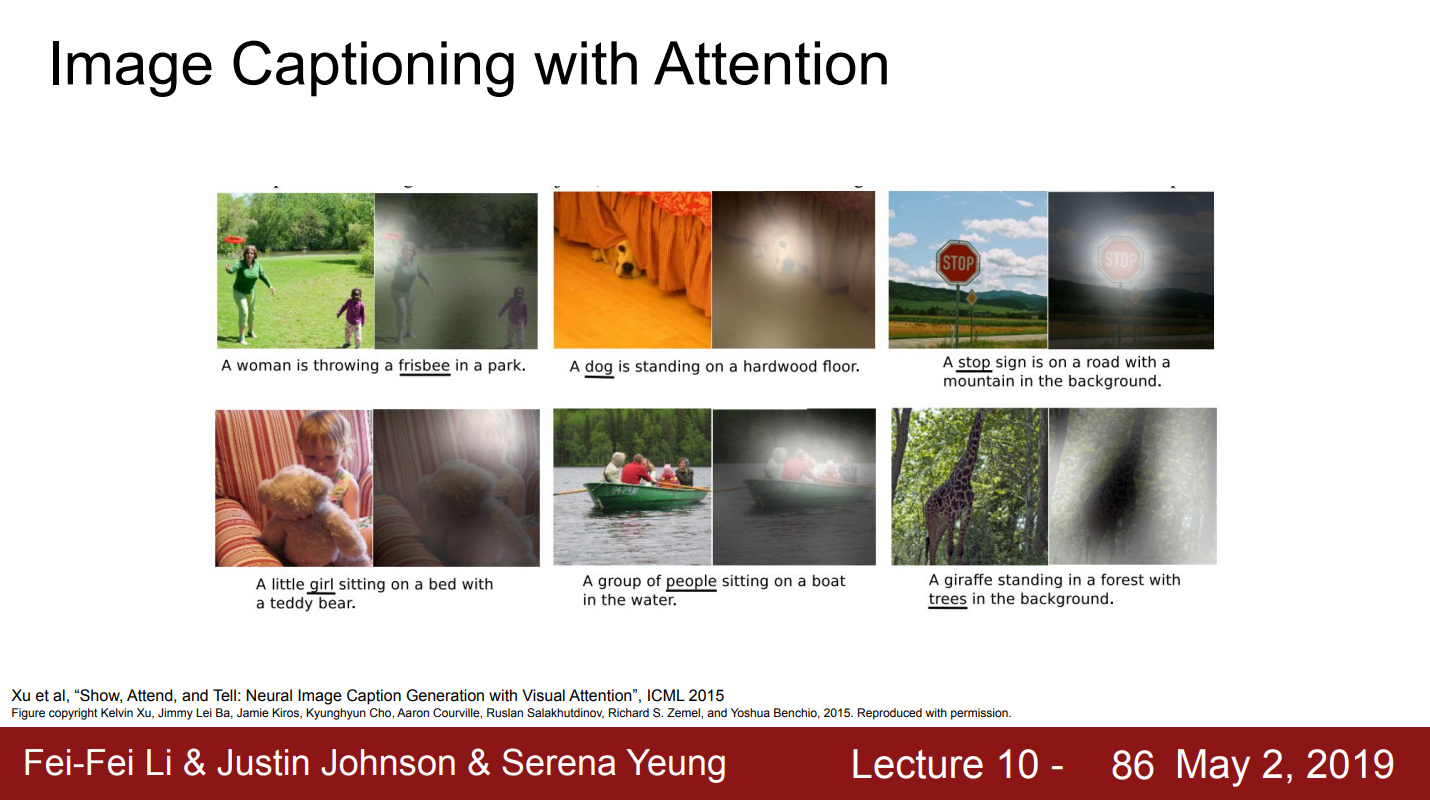 Image Captioning with Attention
STOP
STOP
A woman is throwing a frisbee in a park.
A dog is standing on a hardwood floor.
A stop sign is on a road with a
mountain in the background.
A little girl sitting on a bed with
a teddy bear.
A group of people sitting on a boat
in the water.
A giraffe standing in a forest with
trees in the background.
Xu et al, “Show, Attend, and Tell: Neural Image Caption Generation with Visual Attention”, ICML 2015
Figure copyright Kelvin Xu, Jimmy Lei Ba, Jamie Kiros, Kyunghyun Cho, Aaron Courville, Ruslan Salakhutdinov, Richard S. Zemel, and Yoshua Benchio, 2015. Reproduced with permission.
Fei-Fei Li & Justin Johnson & Serena Yeung
Lecture 10 - 86 May 2, 2019